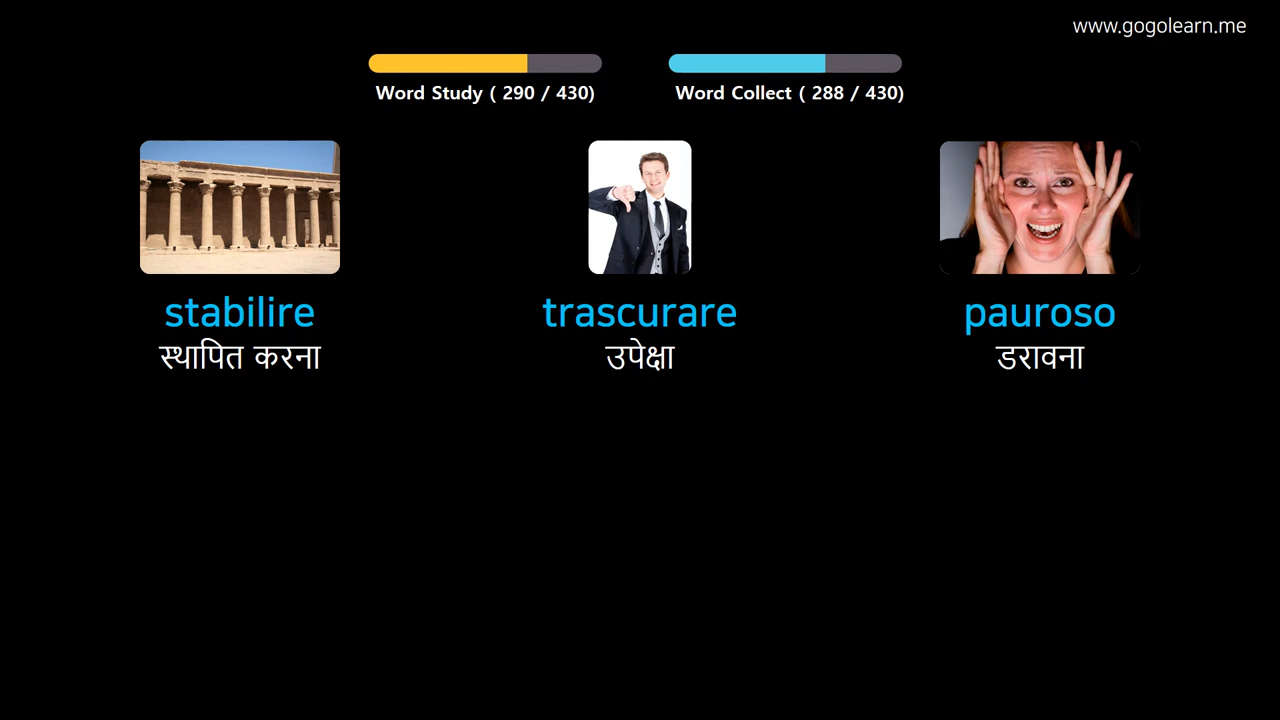 www.gogolearn.me
Word Study ( 290 / 430)
Word Collect ( 288 / 430)
stabilire
स्थापित करना
trascurare
उपेक्षा
pauroso
डरावना